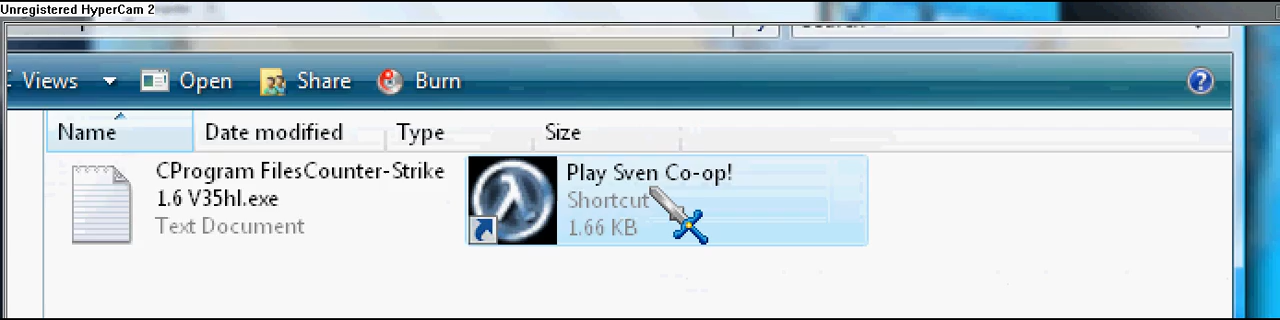 Unregistered HyperCam 2
Views
Open
Share
Burn
Name
Date modified
Type
Size
CProgram FilesCounter-Strike
1.6 V35hl.exe
Text Document
Play Sven Co-op!
Shortcut
1.66 KB